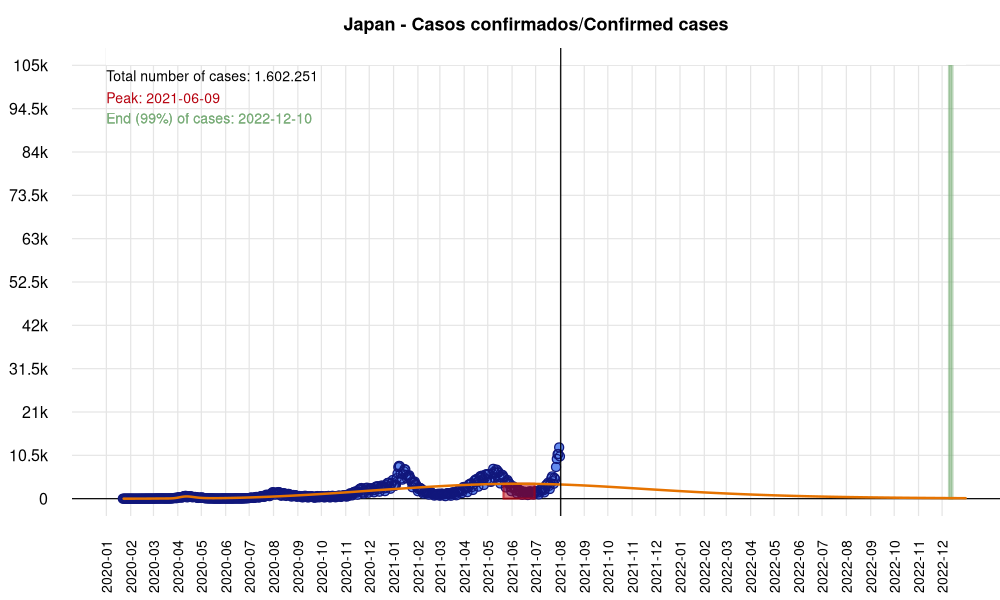 Japan - Casos confirmados/Confirmed cases
Total number of cases: 1.602.251
Peak: 2021-06-09
End (99%) of cases: 2022-12-10
105k
94.5k
84k
73.5k
63k
52.5k
42k
31.5k
21k
10.5k
0
2020-01
2020-02
2020-03
2020-04
2020-05
2020-06
2020-07
2020-08
2020-09
2020-10
2020-11
2020-12
2021-01
2021-02
2021-03
2021-04
2021-05
2021-06
2021-07
2021-08
2021-09
2021-10
2021-11
2021-12
2022-01
2022-02
2022-03
2022-04
2022-05
2022-06
2022-07
2022-08
2022-09
2022-10
2022-11
2022-12